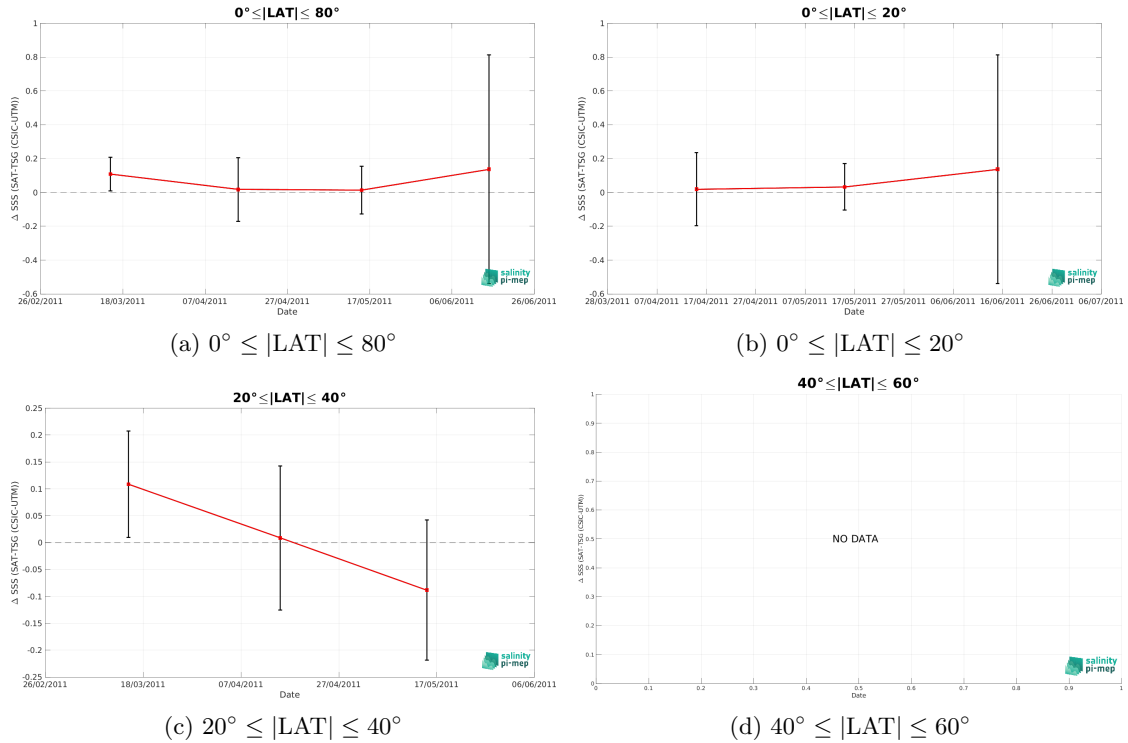 0°≤|LAT|≤ 80°
Δ SSS (SAT-TSG (CSIC-UTM))
1
0.8
0.6
0.4
0.2
0
-0.2
-0.4
-0.6
26/02/2011 18/03/2011 07/04/2011 27/04/2011 17/05/2011 06/06/2011 26/06/2011
Date
salinity
pi-mep
(a) 0° ≤ |LAT| ≤ 80°
0°≤|LAT|≤ 20°
Δ SSS (SAT-TSG (CSIC-UTM))
1
0.8
0.6
0.4
0.2
0
-0.2
-0.4
-0.6
28/03/2011 07/04/2011 17/04/2011 27/04/2011 07/05/2011 17/05/2011 27/05/2011 06/06/2011 16/06/2011 26/06/2011 06/07/2011
Date
salinity
pi-mep
(b) 0° ≤ |LAT| ≤ 20°
20°≤|LAT|≤ 40°
Δ SSS (SAT-TSG (CSIC-UTM))
0.25
0.2
0.15
0.1
0.05
0
-0.05
-0.1
-0.15
-0.2
-0.25
26/02/2011 18/03/2011 07/04/2011 27/04/2011 17/05/2011 06/06/2011
Date
salinity
pi-mep
(c) 20° ≤ |LAT| ≤ 40°
40°≤|LAT|≤ 60°
Δ SSS (SAT-TSG (CSIC-UTM))
1
0.9
0.8
0.7
0.6
0.5
0.4
0.3
0.2
0.1
0
NO DATA
0 0.1 0.2 0.3 0.4 0.5 0.6 0.7 0.8 0.9 1
Date
salinity
pi-mep
(d) 40° ≤ |LAT| ≤ 60°